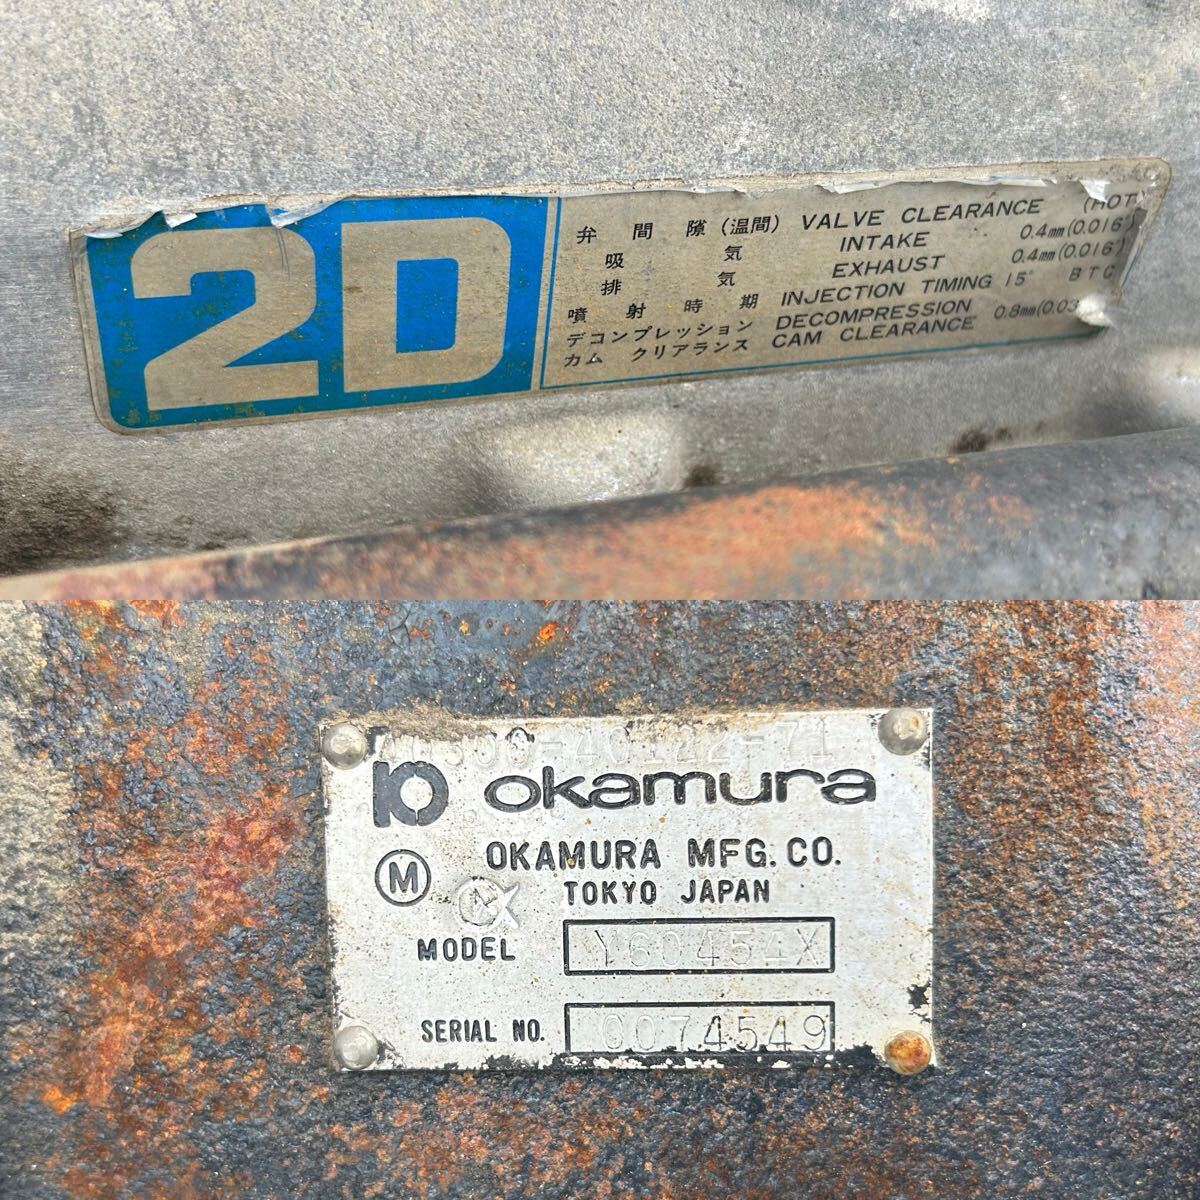 2D
弁間隙(温間) VALVE CLEARANCE (HOT)
吸気 INTAKE 0.4mm(0.016")
排気 EXHAUST 0.4mm(0.016")
噴射時期 INJECTION TIMING 15° BTC
デコンプレッション DECOMPRESSION
カム クリアランス CAM CLEARANCE 0.8mm(0.03
-71
okamura
OKAMURA MFG. CO.
M
TOKYO JAPAN
MODEL Y60454X
SERIAL NO. 0074549